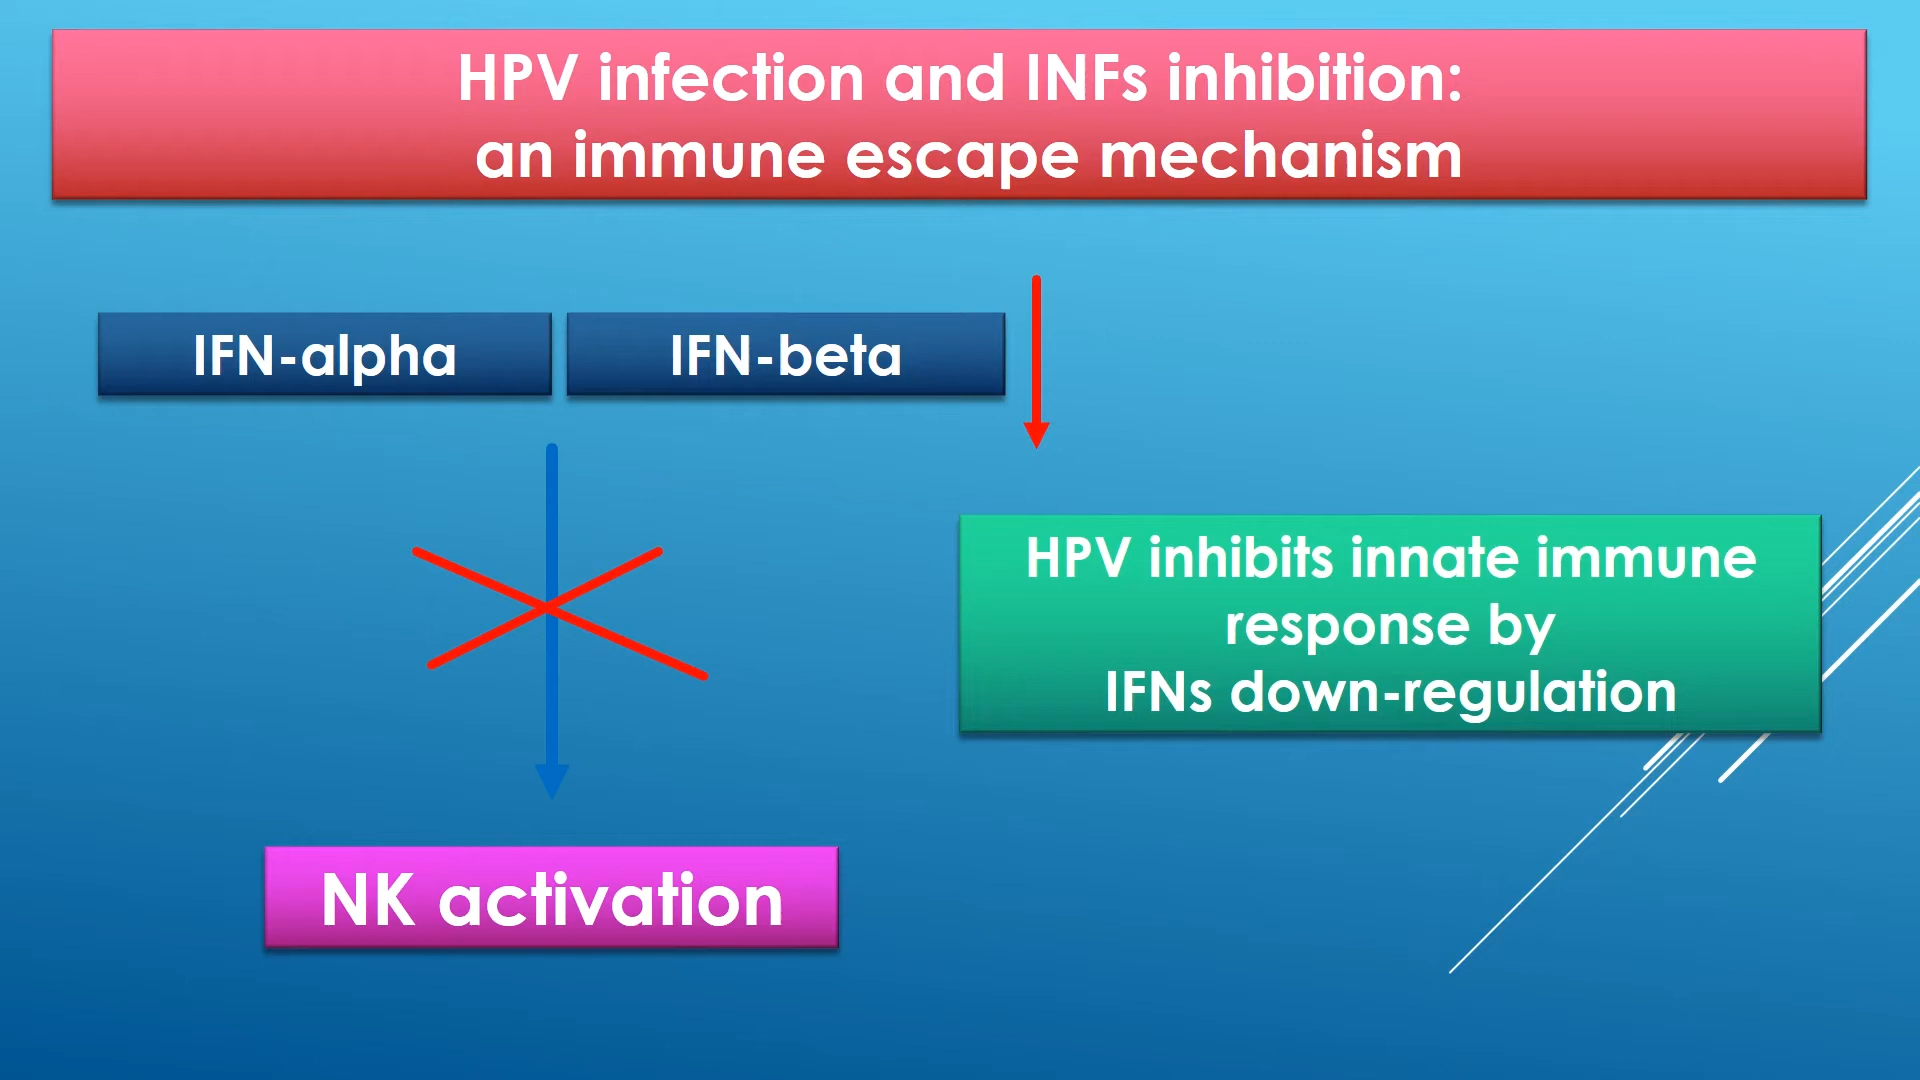 HPV infection and INFs inhibition:
an immune escape mechanism
IFN-alpha
IFN-beta
HPV inhibits innate immune
response by
IFNs down-regulation
NK activation